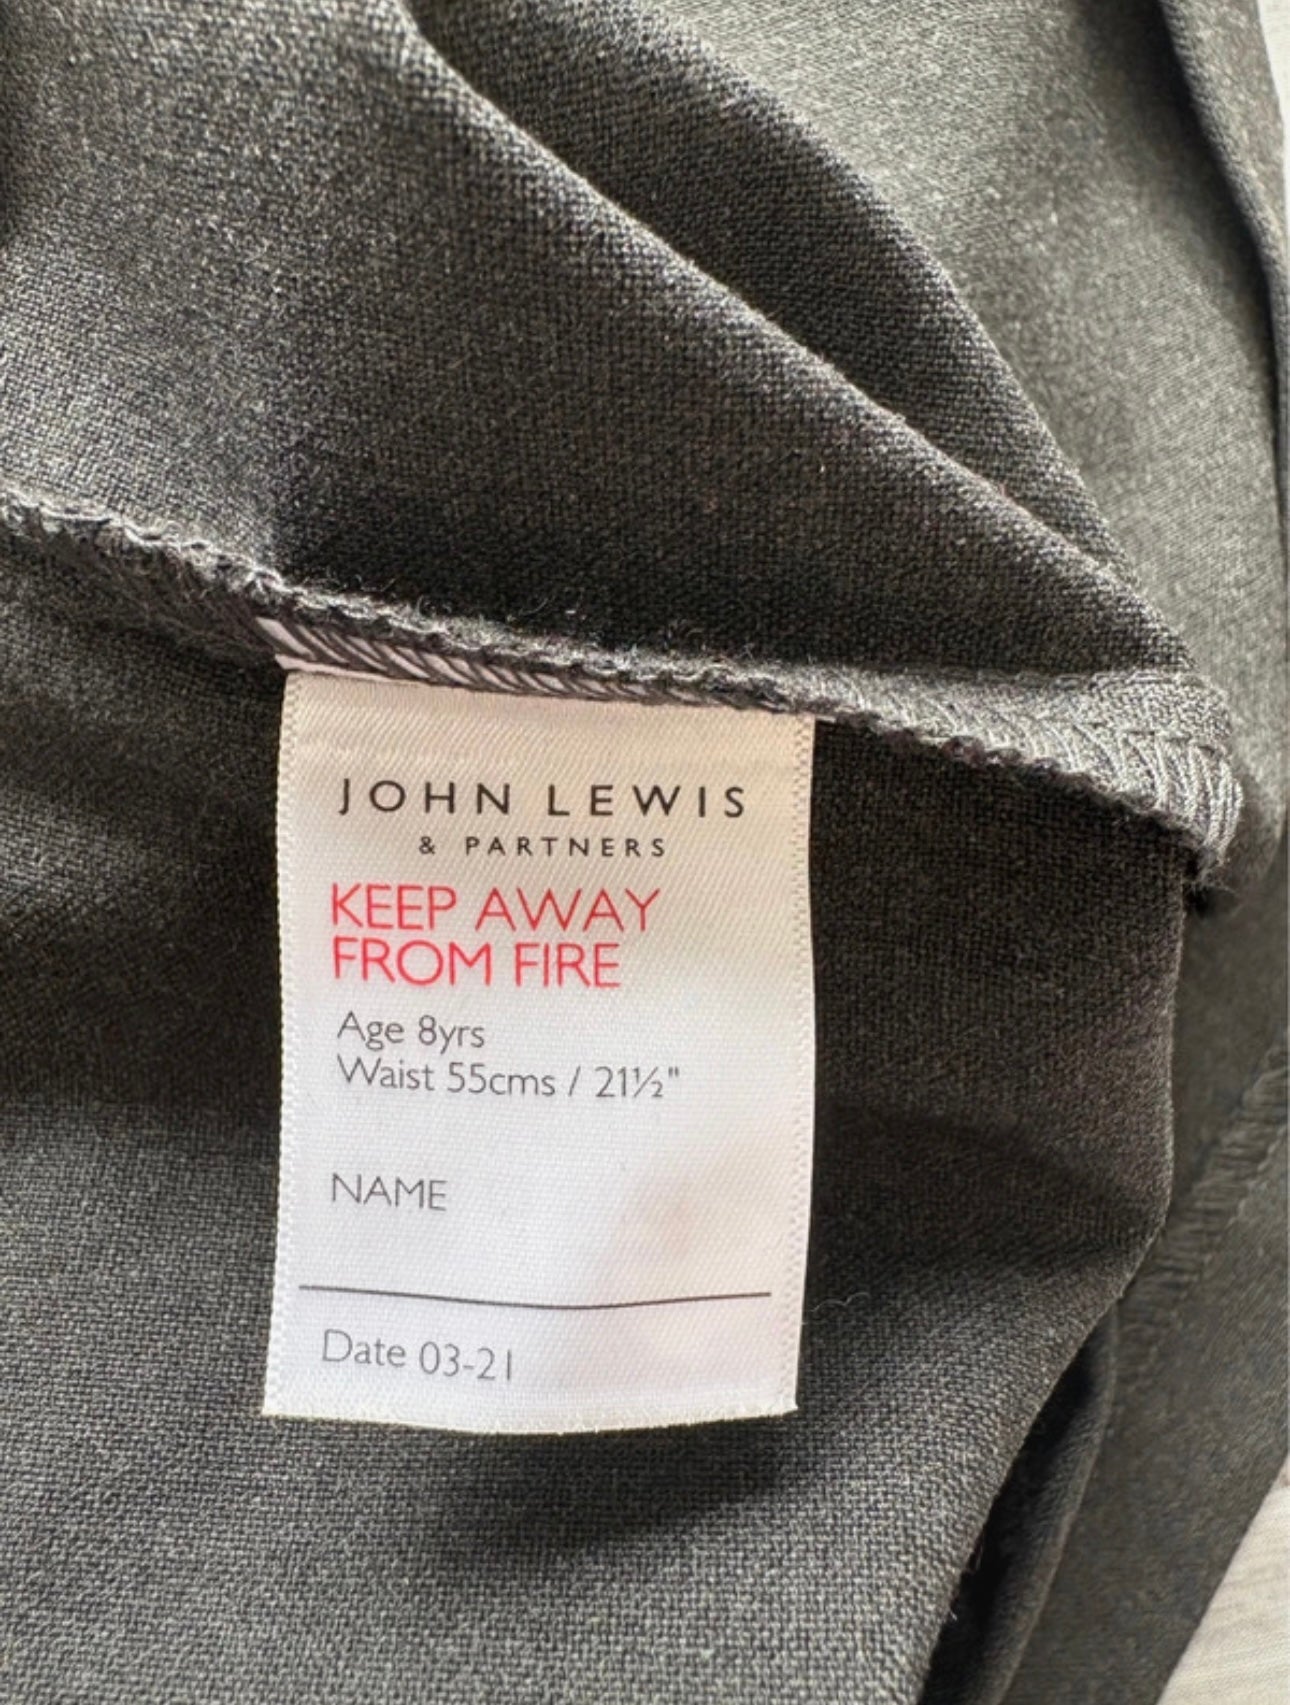 JOHN LEWIS
& PARTNERS
KEEP AWAY
FROM FIRE
Age 8yrs
Waist 55cms / 21½"
NAME
Date 03-21